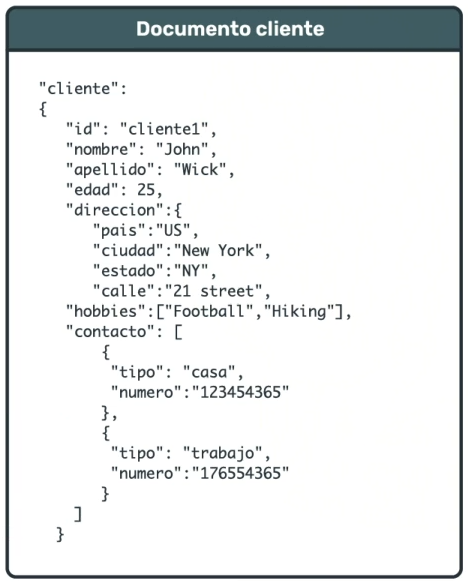 Documento cliente
"cliente":
{
"id": "cliente1",
"nombre": "John",
"apellido": "Wick",
"edad": 25,
"direccion":{
"pais":"US",
"ciudad":"New York",
"estado":"NY",
"calle":"21 street",
"hobbies":["Football","Hiking"],
"contacto": [
{
"tipo": "casa",
"numero":"123454365"
},
{
"tipo": "trabajo",
"numero":"176554365"
}
]
}